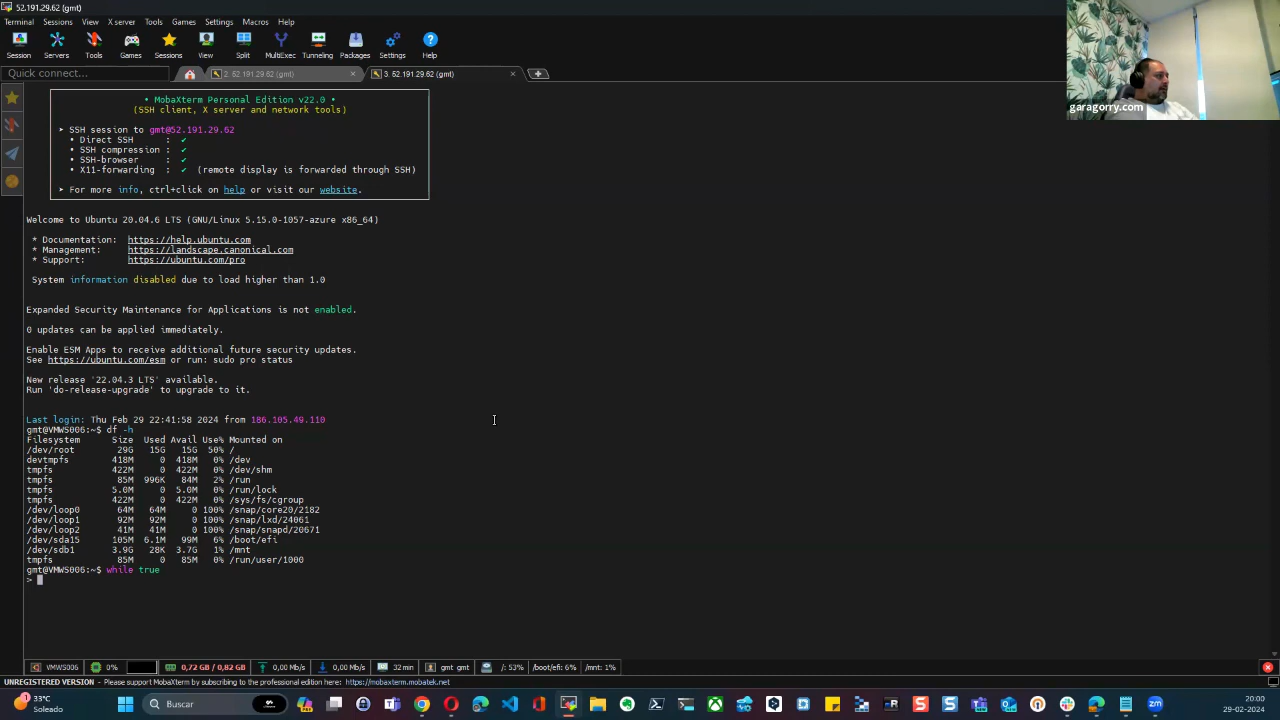 52.191.29.62 (gmt)
Terminal Sessions View X server Tools Games Settings Macros Help
Session Servers Tools Games Sessions View Split MultiExec Tunneling Packages Settings Help
Quick connect...
2. 52.191.29.62 (gmt)
3. 52.191.29.62 (gmt)
garagorry.com
• MobaXterm Personal Edition v22.0 •
(SSH client, X server and network tools)
➤ SSH session to gmt@52.191.29.62
• Direct SSH : ✔
• SSH compression : ✔
• SSH-browser : ✔
• X11-forwarding : ✔ (remote display is forwarded through SSH)
➤ For more info, ctrl+click on help or visit our website.
Welcome to Ubuntu 20.04.6 LTS (GNU/Linux 5.15.0-1057-azure x86_64)
* Documentation: https://help.ubuntu.com
* Management: https://landscape.canonical.com
* Support: https://ubuntu.com/pro
System information disabled due to load higher than 1.0
Expanded Security Maintenance for Applications is not enabled.
0 updates can be applied immediately.
Enable ESM Apps to receive additional future security updates.
See https://ubuntu.com/esm or run: sudo pro status
New release '22.04.3 LTS' available.
Run 'do-release-upgrade' to upgrade to it.
Last login: Thu Feb 29 22:41:58 2024 from 186.105.49.110
gmt@VMWS006:~$ df -h
Filesystem Size Used Avail Use% Mounted on
/dev/root 29G 15G 15G 50% /
devtmpfs 418M 0 418M 0% /dev
tmpfs 422M 0 422M 0% /dev/shm
tmpfs 85M 996K 84M 2% /run
tmpfs 5.0M 0 5.0M 0% /run/lock
tmpfs 422M 0 422M 0% /sys/fs/cgroup
/dev/loop0 64M 64M 0 100% /snap/core20/2182
/dev/loop1 92M 92M 0 100% /snap/lxd/24061
/dev/loop2 41M 41M 0 100% /snap/snapd/20671
/dev/sda15 105M 6.1M 99M 6% /boot/efi
/dev/sdb1 3.9G 28K 3.7G 1% /mnt
tmpfs 85M 0 85M 0% /run/user/1000
gmt@VMWS006:~$ while true
>
VMWS006 0% 0,72 GB / 0,82 GB 0,00 Mb/s 0,00 Mb/s 32 min gmt gmt /: 53% /boot/efi: 6% /mnt: 1%
UNREGISTERED VERSION - Please support MobaXterm by subscribing to the professional edition here: https://mobaxterm.mobatek.net
33°C
Soleado
Buscar
20:00
29-02-2024